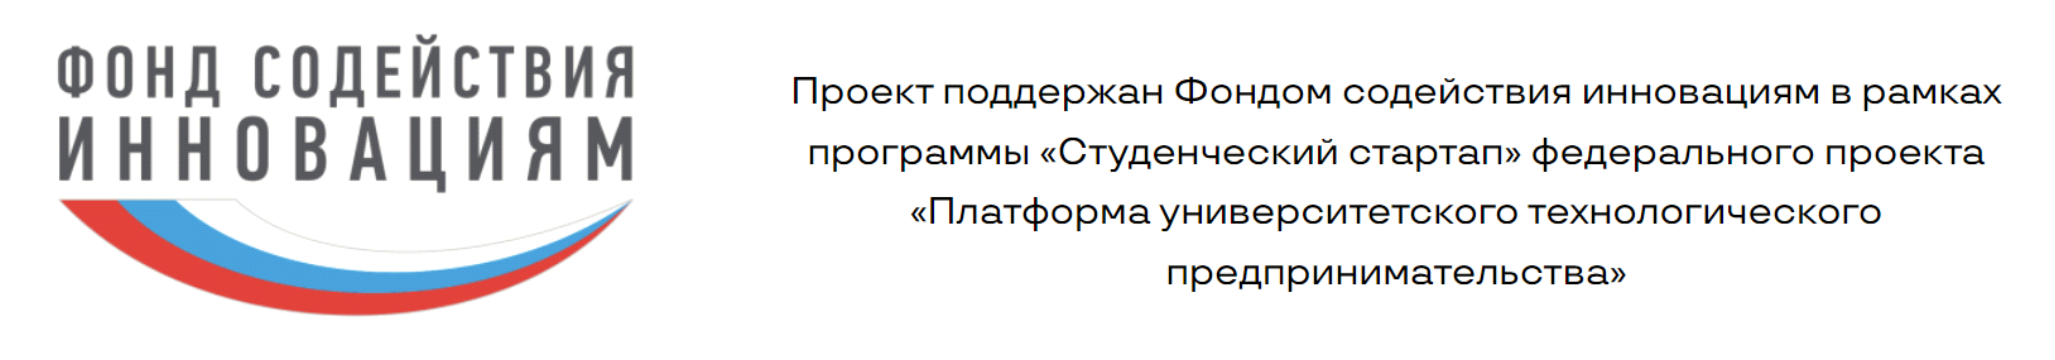 ФОНД СОДЕЙСТВИЯ
ИННОВАЦИЯМ
Проект поддержан Фондом содействия инновациям в рамках
программы «Студенческий стартап» федерального проекта
«Платформа университетского технологического
предпринимательства»